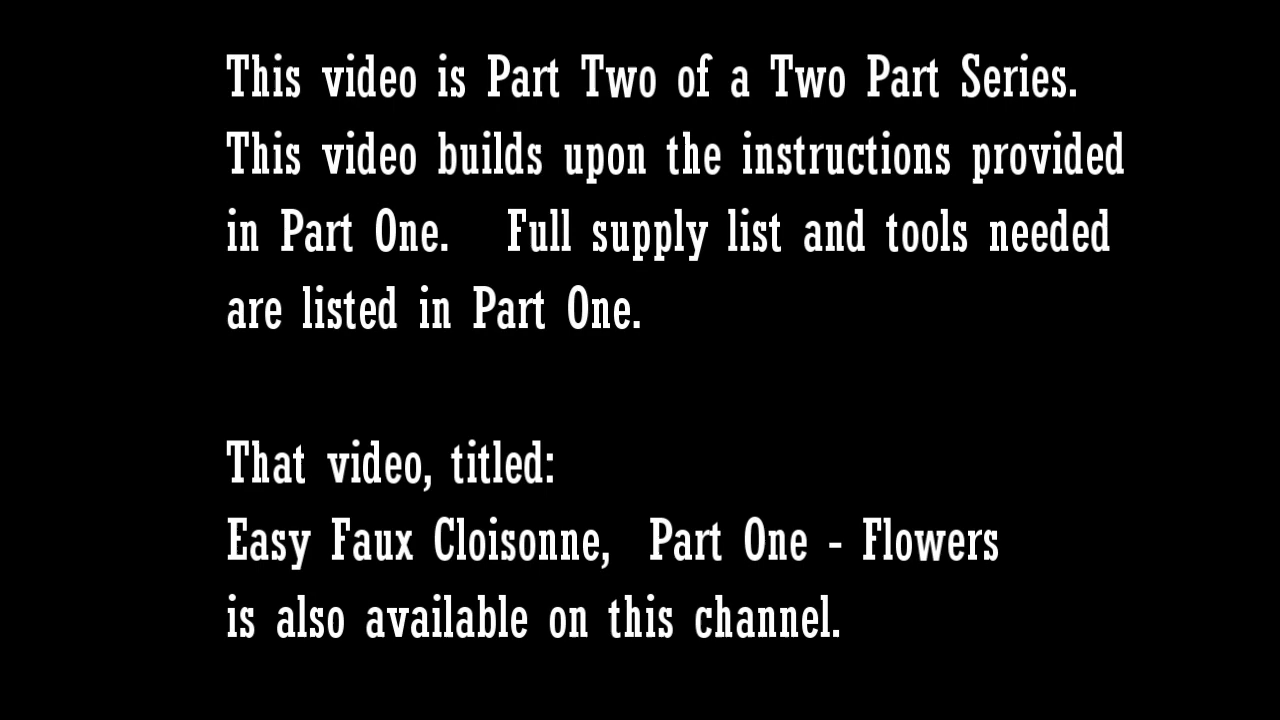 This video is Part Two of a Two Part Series.
This video builds upon the instructions provided
in Part One. Full supply list and tools needed
are listed in Part One.
That video, titled:
Easy Faux Cloisonne, Part One - Flowers
is also available on this channel.